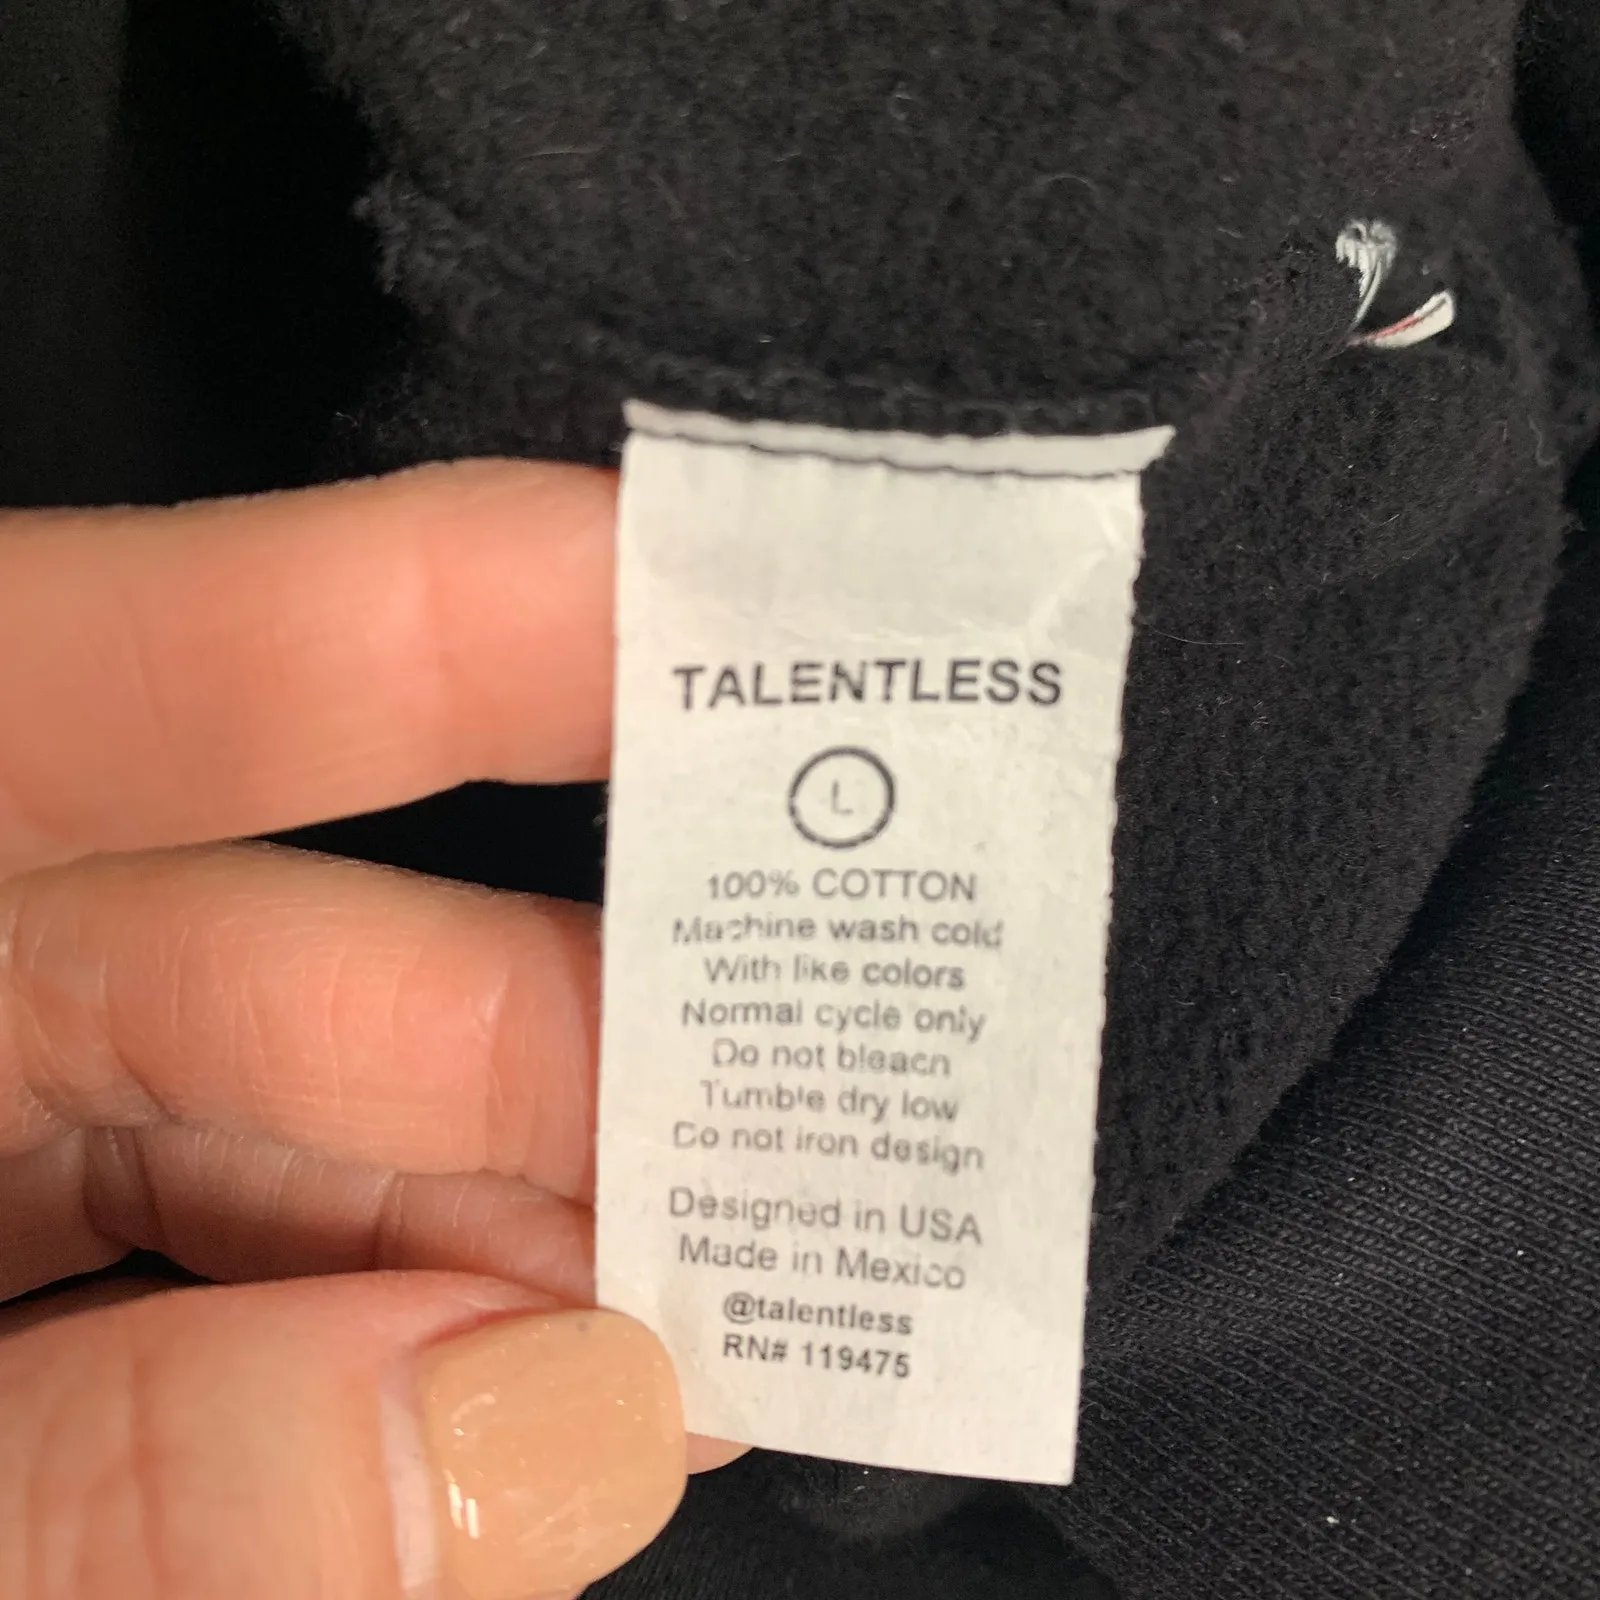 TALENTLESS
L
100% COTTON
Machine wash cold
With like colors
Normal cycle only
Do not bleach
Tumble dry low
Do not iron design
Designed in USA
Made in Mexico
@talentless
RN# 119475